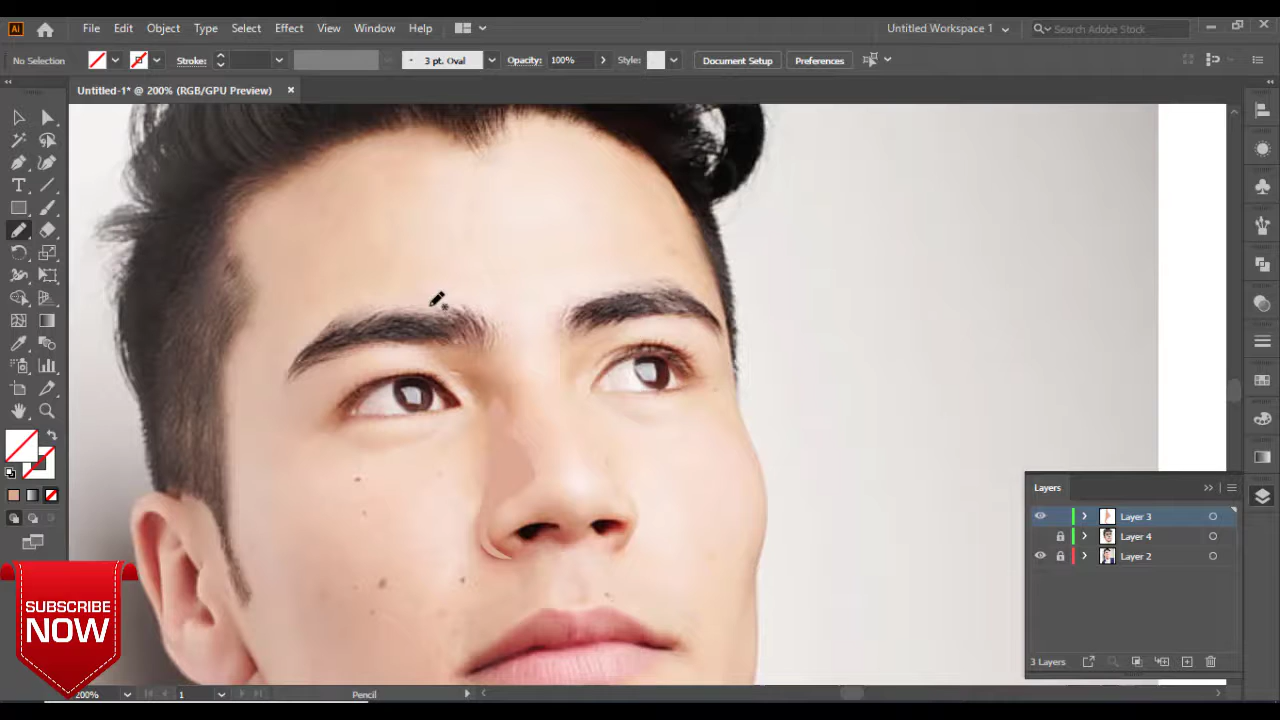 Ai File Edit Object Type Select Effect View Window Help Untitled Workspace 1 Search Adobe Stock
No Selection Stroke: 3 pt. Oval Opacity: 100% Style: Document Setup Preferences
Untitled-1* @ 200% (RGB/GPU Preview)
Layers
Layer 3
Layer 4
Layer 2
3 Layers
SUBSCRIBE
NOW
200% 1 Pencil